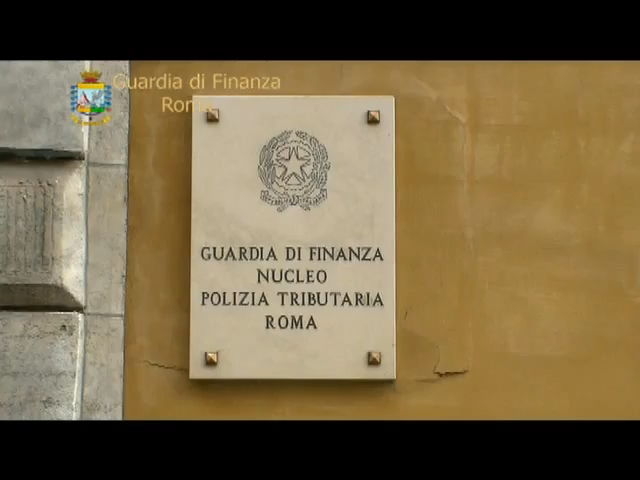 Guardia di Finanza
Roma
GUARDIA DI FINANZA
NUCLEO
POLIZIA TRIBUTARIA
ROMA